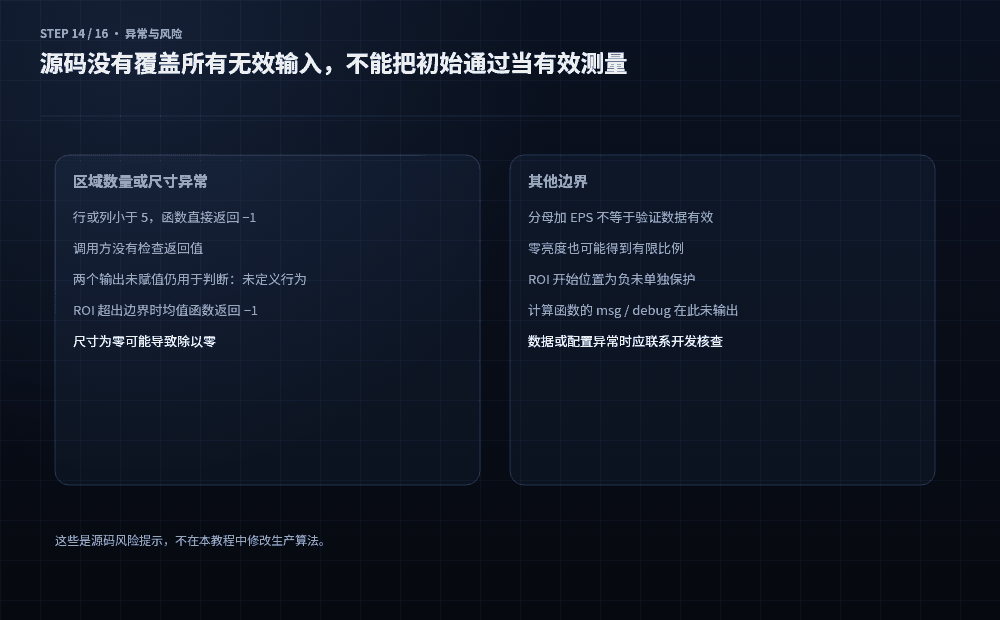 STEP 14 / 16 · 异常与风险
源码没有覆盖所有无效输入，不能把初始通过当有效测量
区域数量或尺寸异常
行或列小于 5，函数直接返回 −1
调用方没有检查返回值
两个输出未赋值仍用于判断：未定义行为
ROI 超出边界时均值函数返回 −1
尺寸为零可能导致除以零
其他边界
分母加 EPS 不等于验证数据有效
零亮度也可能得到有限比例
ROI 开始位置为负未单独保护
计算函数的 msg / debug 在此未输出
数据或配置异常时应联系开发核查
这些是源码风险提示，不在本教程中修改生产算法。